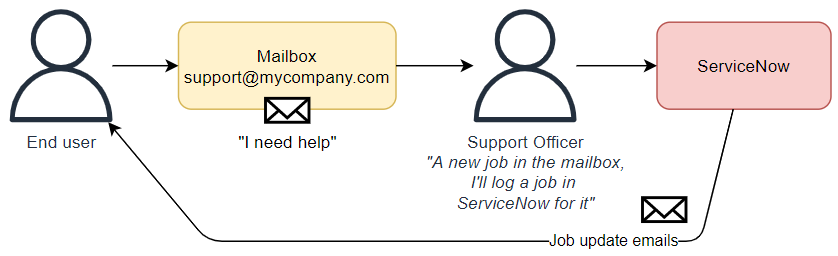 Mailbox
support@mycompany.com
ServiceNow
End user
"I need help"
Support Officer
"A new job in the mailbox,
I'll log a job in
ServiceNow for it"
Job update emails